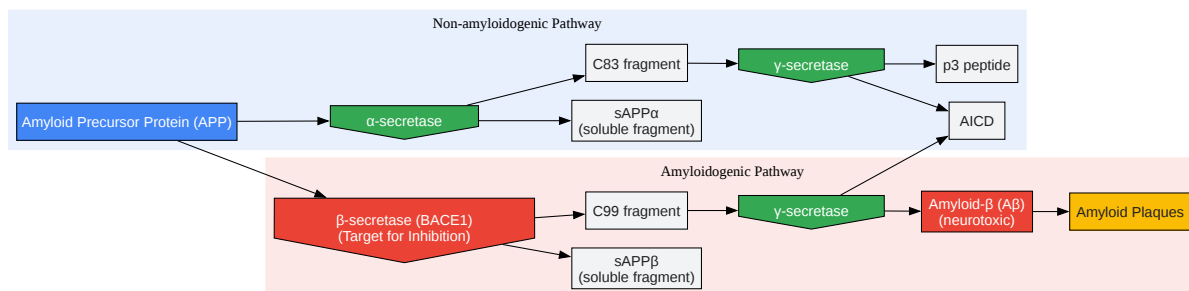 Non-amyloidogenic Pathway
C83 fragment
γ-secretase
p3 peptide
Amyloid Precursor Protein (APP)
α-secretase
sAPPα
(soluble fragment)
AICD
Amyloidogenic Pathway
β-secretase (BACE1)
(Target for Inhibition)
C99 fragment
γ-secretase
Amyloid-β (Aβ)
(neurotoxic)
Amyloid Plaques
sAPPβ
(soluble fragment)